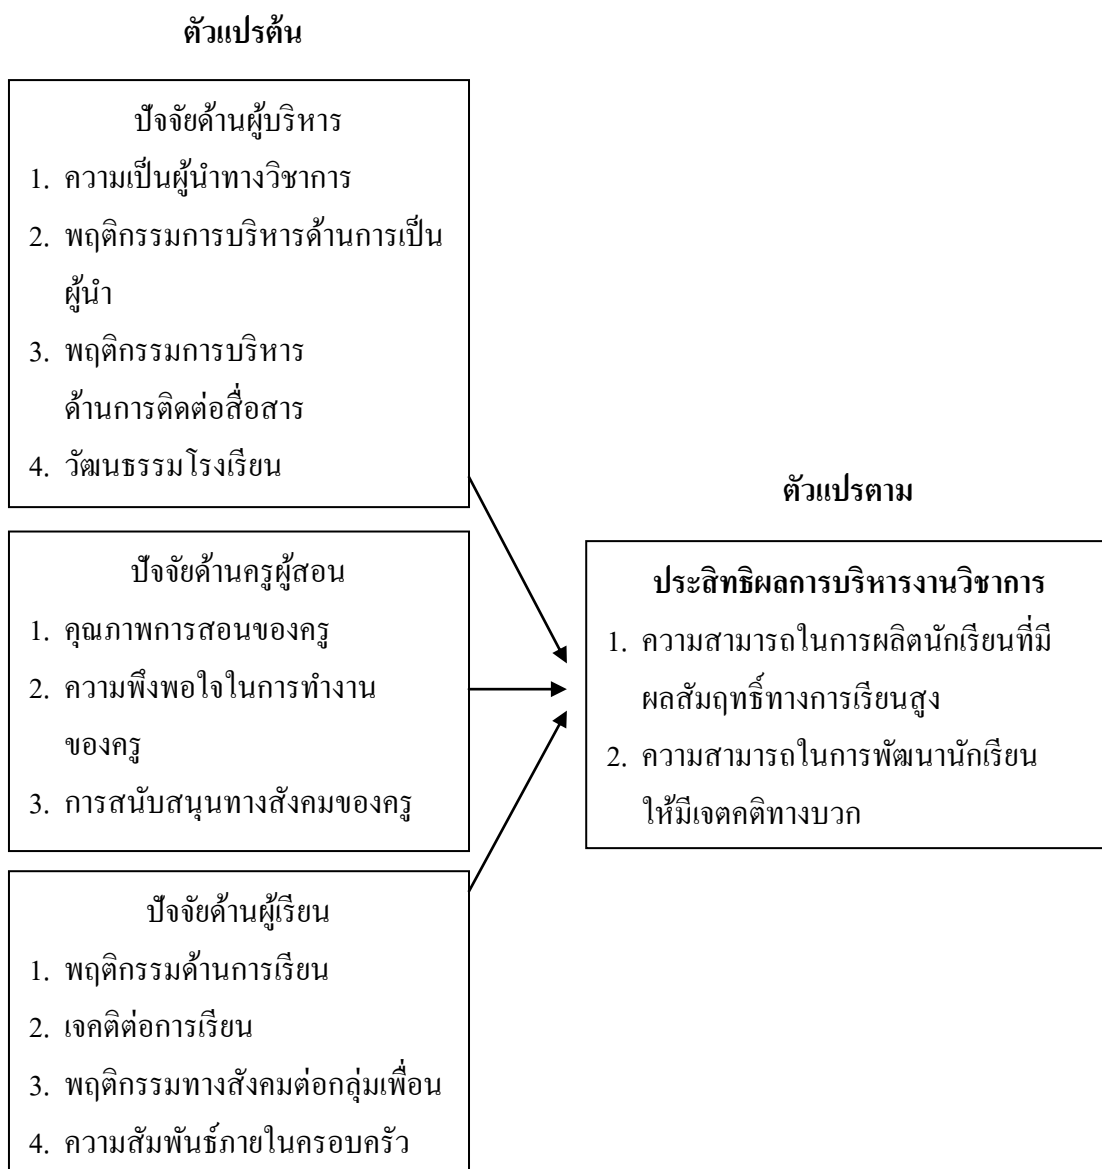 ตัวแปรต้น
ปัจจัยด้านผู้บริหาร
1. ความเป็นผู้นำทางวิชาการ
2. พฤติกรรมการบริหารด้านการเป็น
ผู้นำ
3. พฤติกรรมการบริหาร
ด้านการติดต่อสื่อสาร
4. วัฒนธรรมโรงเรียน
ปัจจัยด้านครูผู้สอน
1. คุณภาพการสอนของครู
2. ความพึงพอใจในการทำงาน
ของครู
3. การสนับสนุนทางสังคมของครู
ปัจจัยด้านผู้เรียน
1. พฤติกรรมด้านการเรียน
2. เจคติต่อการเรียน
3. พฤติกรรมทางสังคมต่อกลุ่มเพื่อน
4. ความสัมพันธ์ภายในครอบครัว
ตัวแปรตาม
ประสิทธิผลการบริหารงานวิชาการ
1. ความสามารถในการผลิตนักเรียนที่มี
ผลสัมฤทธิ์ทางการเรียนสูง
2. ความสามารถในการพัฒนานักเรียน
ให้มีเจตคติทางบวก